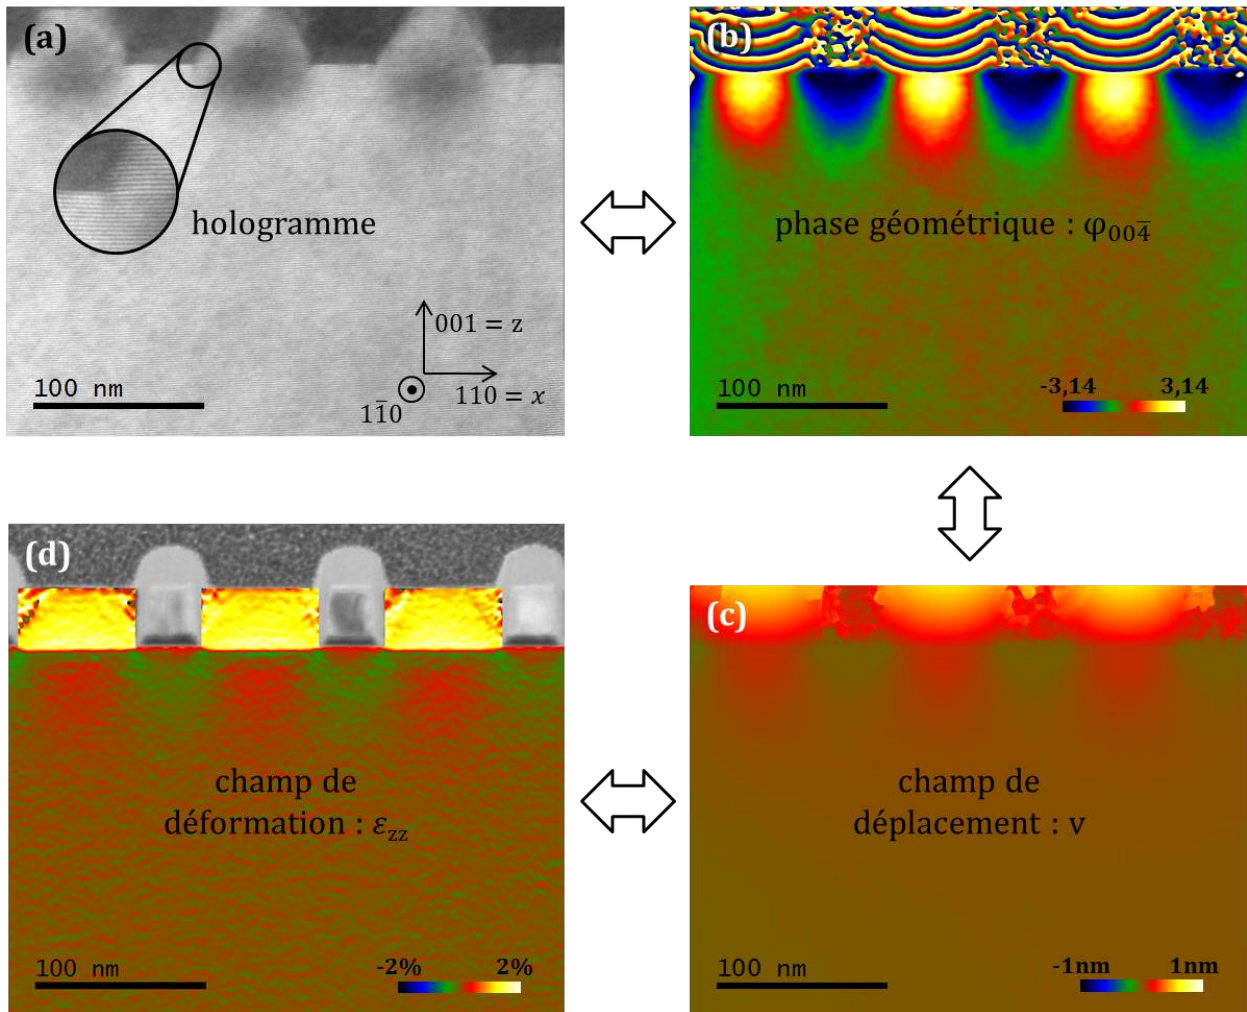 (a)
hologramme
001 = z
110 = x
11̅0
100 nm
(b)
phase géométrique : φ004̅
-3,14 3,14
100 nm
(d)
champ de
déformation : εzz
-2% 2%
100 nm
(c)
champ de
déplacement : v
-1nm 1nm
100 nm